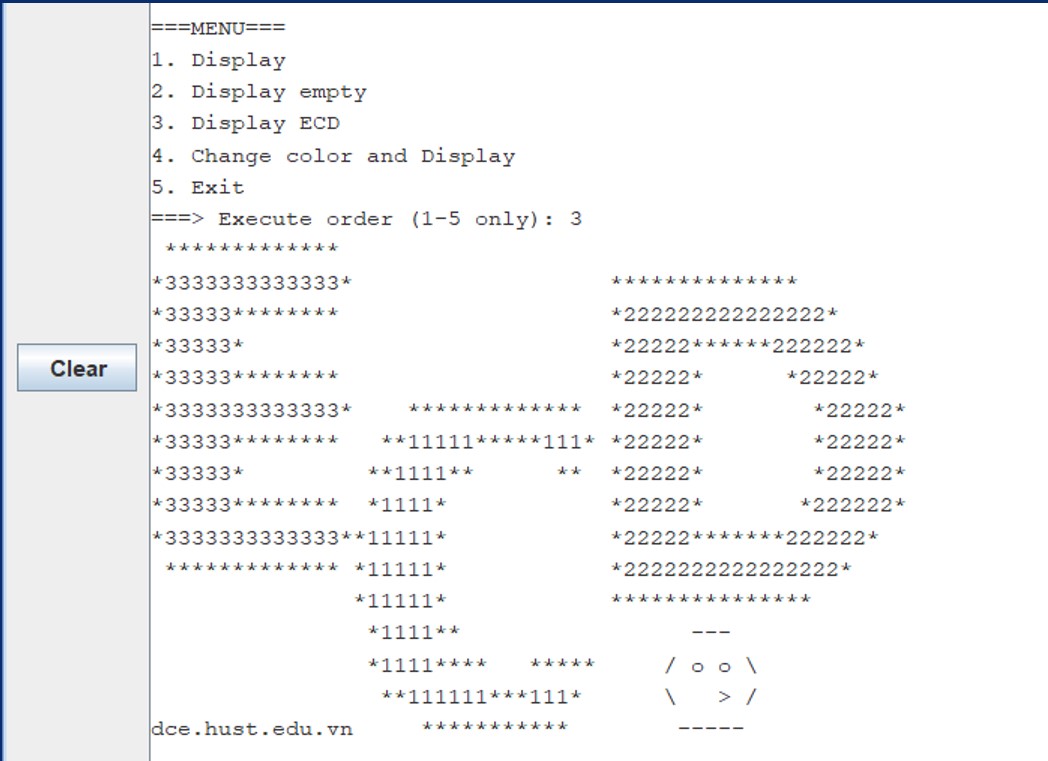 ===MENU===
1. Display
2. Display empty
3. Display ECD
4. Change color and Display
5. Exit
===> Execute order (1-5 only): 3
 *************
*3333333333333*                   **************
*33333********                    *222222222222222*
*33333*                           *22222******222222*
Clear
*33333********                    *22222*      *22222*
*3333333333333*    *************  *22222*        *22222*
*33333********   **11111*****111* *22222*        *22222*
*33333*         **1111**      **  *22222*        *22222*
*33333********  *1111*            *22222*       *222222*
*3333333333333**11111*            *22222*******222222*
 ************* *11111*            *2222222222222222*
               *11111*            ***************
                *1111**                 ---
                *1111****   *****     / o o \
                 **111111***111*      \   > /
dce.hust.edu.vn     ***********        -----